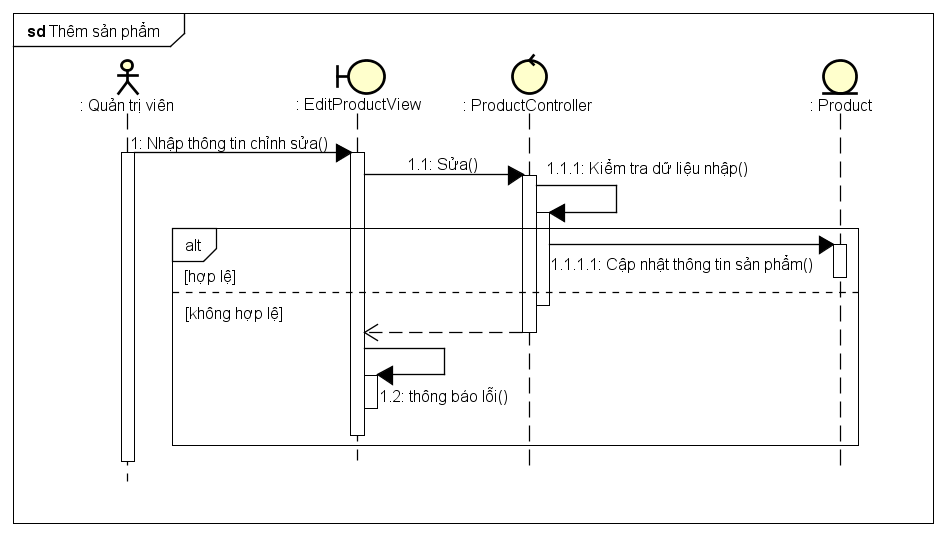 sd Thêm sản phẩm
: Quản trị viên
: EditProductView
: ProductController
: Product
1: Nhập thông tin chỉnh sửa()
1.1: Sửa()
1.1.1: Kiểm tra dữ liệu nhập()
alt
1.1.1.1: Cập nhật thông tin sản phẩm()
[hợp lệ]
[không hợp lệ]
1.2: thông báo lỗi()